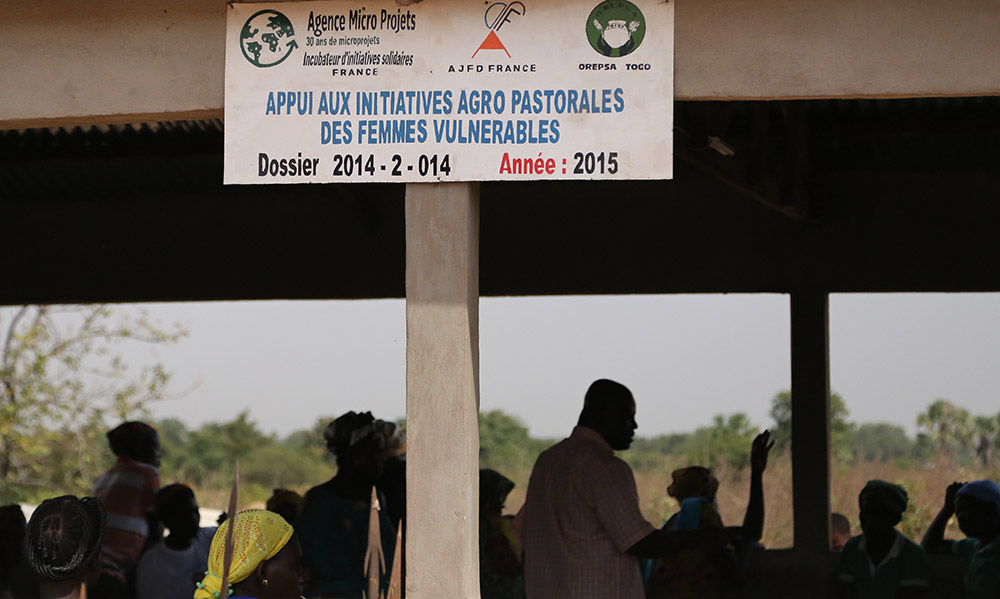 Agence Micro Projets
30 ans de microprojets
Incubateur d'initiatives solidaires
FRANCE
AJFD FRANCE
OREPSA TOGO
APPUI AUX INITIATIVES AGRO PASTORALES
DES FEMMES VULNERABLES
Dossier 2014 - 2 - 014 Année : 2015